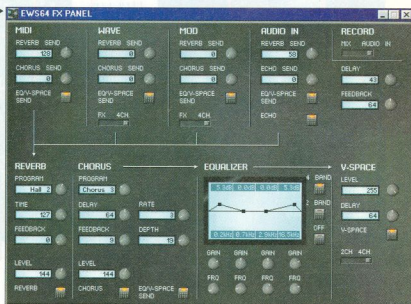 EWS64 FX PANEL
MIDI
REVERB SEND
128
CHORUS SEND
0
EQ/V-SPACE
SEND
WAVE
REVERB SEND
0
CHORUS SEND
0
EQ/V-SPACE
SEND
FX 4CH
MOD
REVERB SEND
0
CHORUS SEND
0
EQ/V-SPACE
SEND
FX 4CH
AUDIO IN
REVERB SEND
ECHO SEND
0
EQ/V-SPACE
SEND
ECHO
RECORD
MIX AUDIO IN
DELAY
43
FEEDBACK
64
REVERB
PROGRAM
Hall 2
TIME
127
FEEDBACK
0
LEVEL
144
REVERB
CHORUS
PROGRAM
Chorus 3
DELAY
64
RATE
3
FEEDBACK
DEPTH
LEVEL
144
CHORUS
EQ/V-SPACE
SEND
EQUALIZER
4 BAND
2 BAND
OFF
GAIN GAIN GAIN GAIN
FRQ FRQ FRQ FRQ
V-SPACE
LEVEL
255
DELAY
64
V-SPACE
2CH 4CH